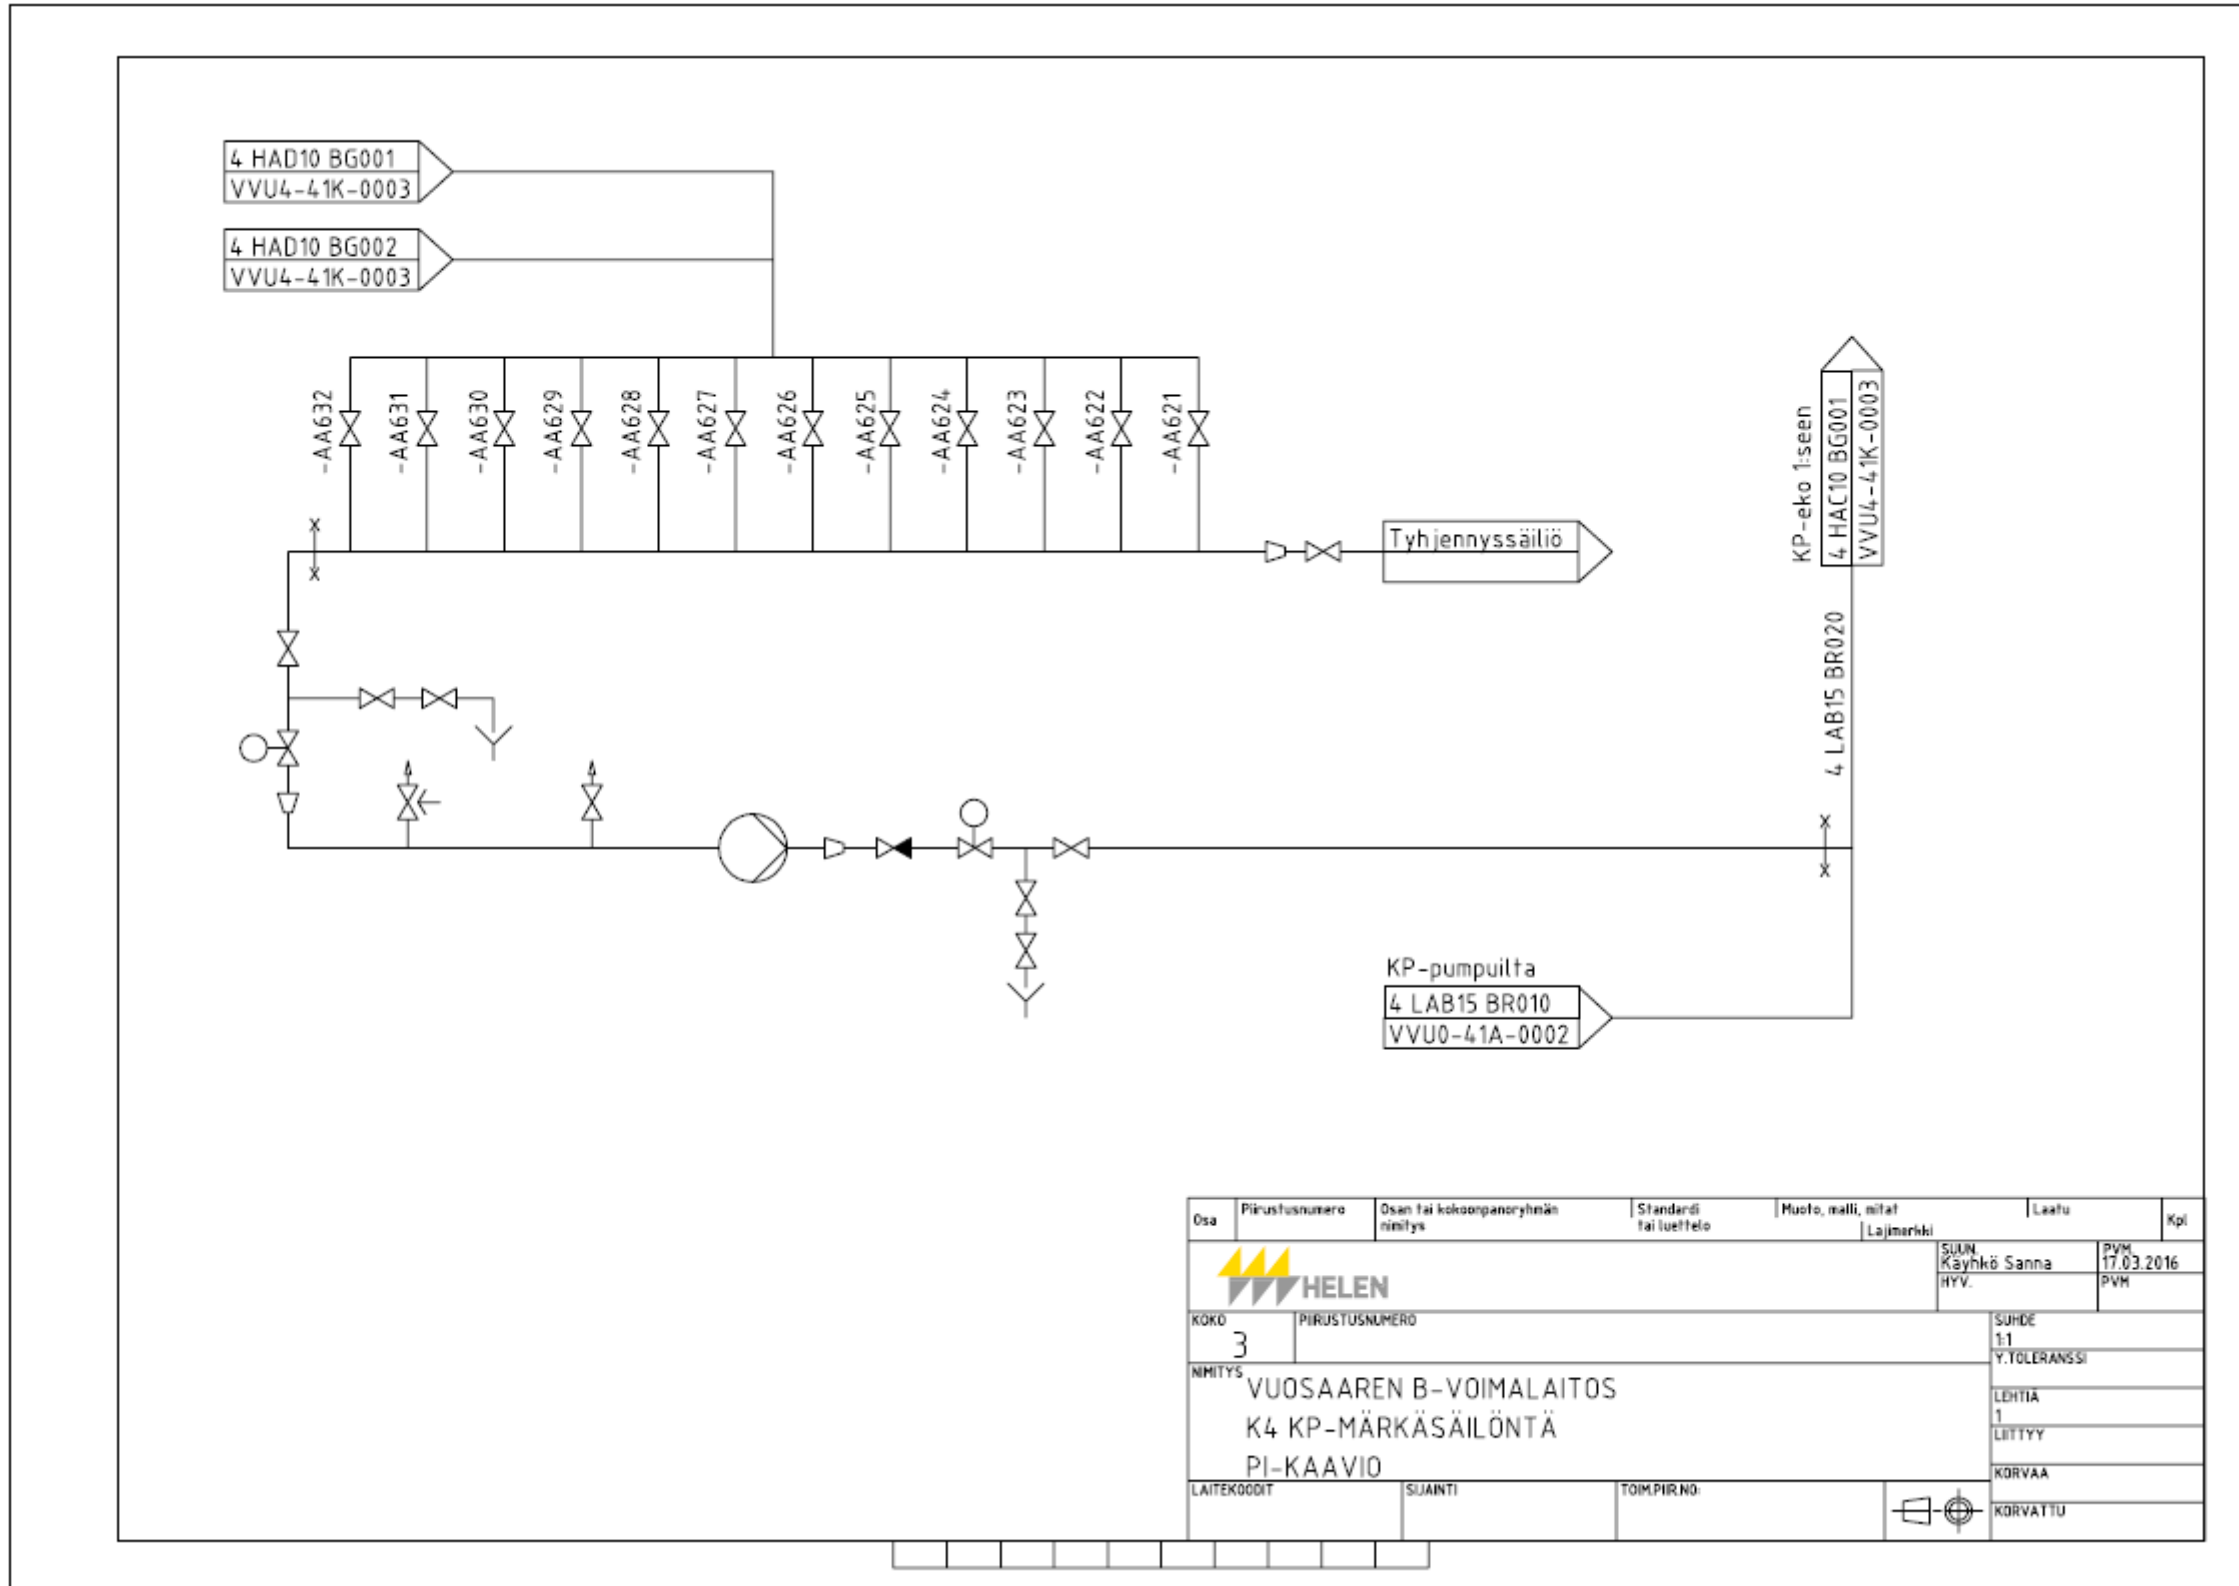 4 HAD10 BG001
VVU4-41K-0003
4 HAD10 BG002
VVU4-41K-0003
-AA632
-AA631
-AA630
-AA629
-AA628
-AA627
-AA626
-AA625
-AA624
-AA623
-AA622
-AA621
Tyhjennyssäiliö
KP-eko 1:seen
4 HAC10 BG001
VVU4-41K-0003
4 LAB15 BR020
X
X
X
X
KP-pumpuilta
4 LAB15 BR010
VVU0-41A-0002
Osa
Piirustusnumero
Osan tai kokoonpanoryhmän
nimitys
Standardi
tai luettelo
Muoto, malli, mitat
Lajimerkki
Laatu
Kpl
HELEN
SUUN.
Käyhkö Sanna
PVM.
17.03.2016
HYV.
PVM
KOKO
3
PIIRUSTUSNUMERO
SUHDE
1:1
Y.TOLERANSSI
NIMITYS
VUOSAAREN B-VOIMALAITOS
K4 KP-MÄRKÄSÄILÖNTÄ
PI-KAAVIO
LEHTIÄ
1
LIITTYY
KORVAA
KORVATTU
LAITEKOODIT
SIJAINTI
TOIM.PIIR.NO: